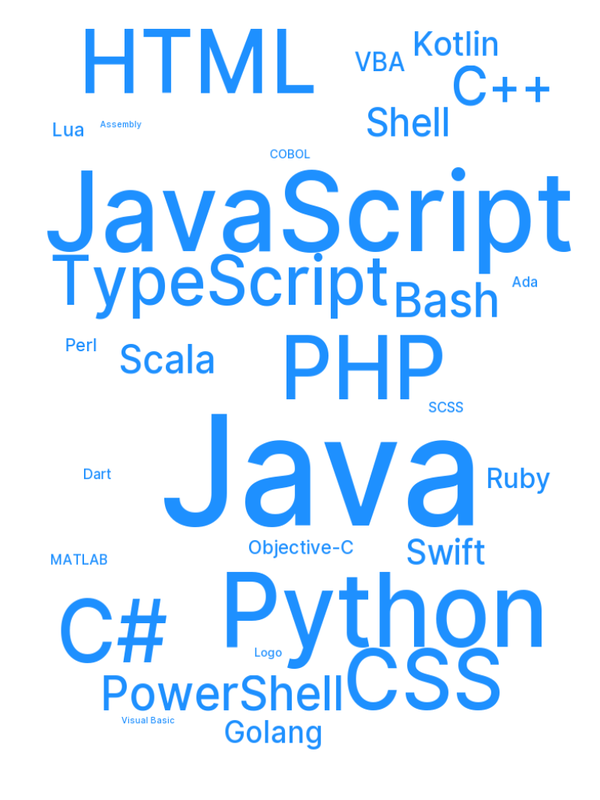 HTML
VBA
Kotlin
C++
Shell
Lua
Assembly
COBOL
JavaScript
TypeScript
Bash
Ada
Perl
Scala
PHP
SCSS
Java
Dart
Ruby
Objective-C
Swift
MATLAB
Python
C#
Logo
CSS
PowerShell
Visual Basic
Golang